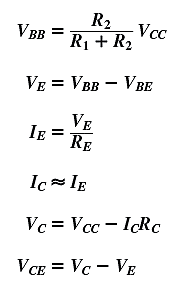 V_BB = R_2 / (R_1 + R_2) V_CC
V_E = V_BB − V_BE
I_E = V_E / R_E
I_C ≈ I_E
V_C = V_CC − I_C R_C
V_CE = V_C − V_E